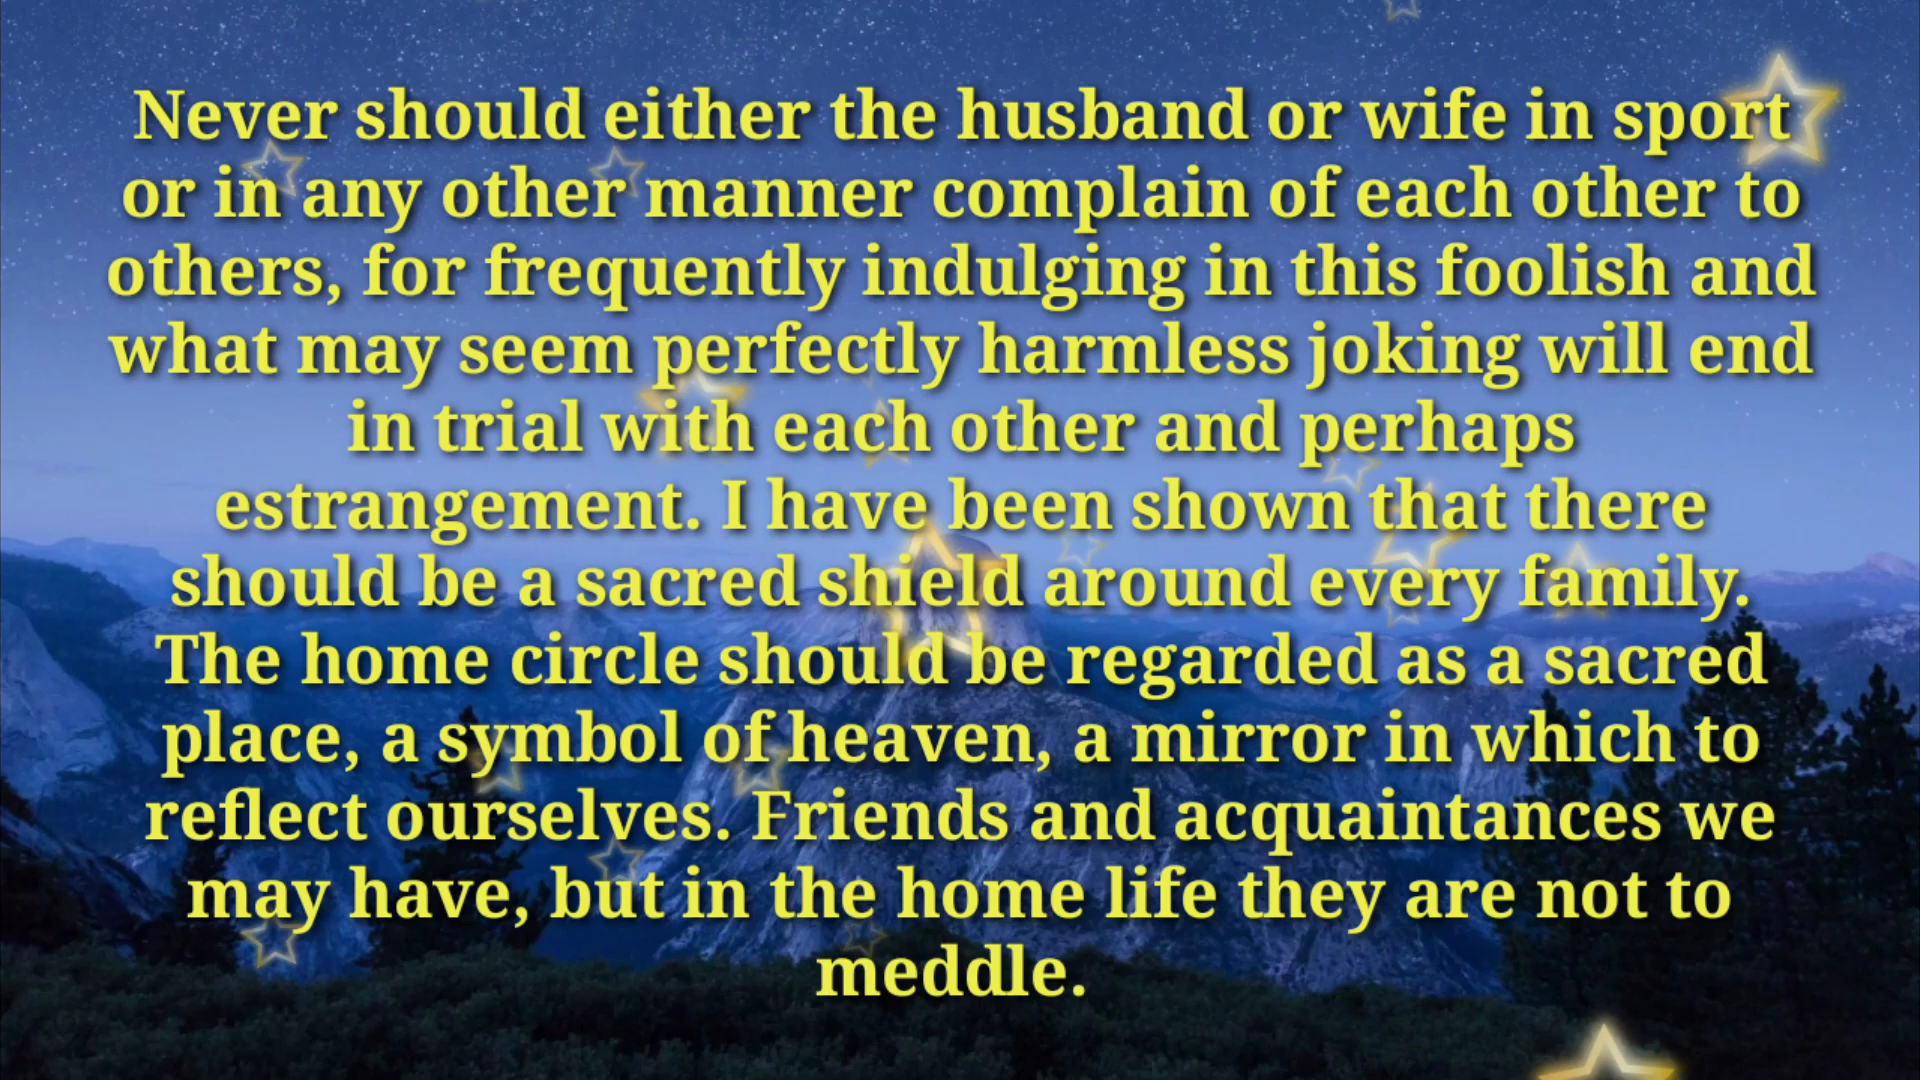 Never should either the husband or wife in sport
or in any other manner complain of each other to
others, for frequently indulging in this foolish and
what may seem perfectly harmless joking will end
in trial with each other and perhaps
estrangement. I have been shown that there
should be a sacred shield around every family.
The home circle should be regarded as a sacred
place, a symbol of heaven, a mirror in which to
reflect ourselves. Friends and acquaintances we
may have, but in the home life they are not to
meddle.